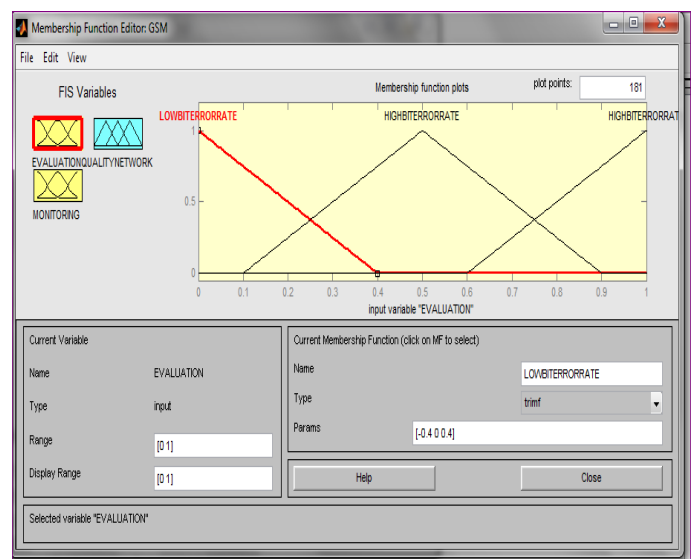 Membership Function Editor: GSM
File Edit View
FIS Variables
Membership function plots
plot points:
181
LOWBITERRORRATE
HIGHBITERRORRATE
HIGHBITERRORRAT
EVALUATIONQUALITYNETWORK
MONITORING
1
0.5
0
0 0.1 0.2 0.3 0.4 0.5 0.6 0.7 0.8 0.9 1
input variable "EVALUATION"
Current Variable
Name EVALUATION
Type input
Range [0 1]
Display Range [0 1]
Current Membership Function (click on MF to select)
Name LOWBITERRORRATE
Type trimf
Params [-0.4 0 0.4]
Help
Close
Selected variable "EVALUATION"